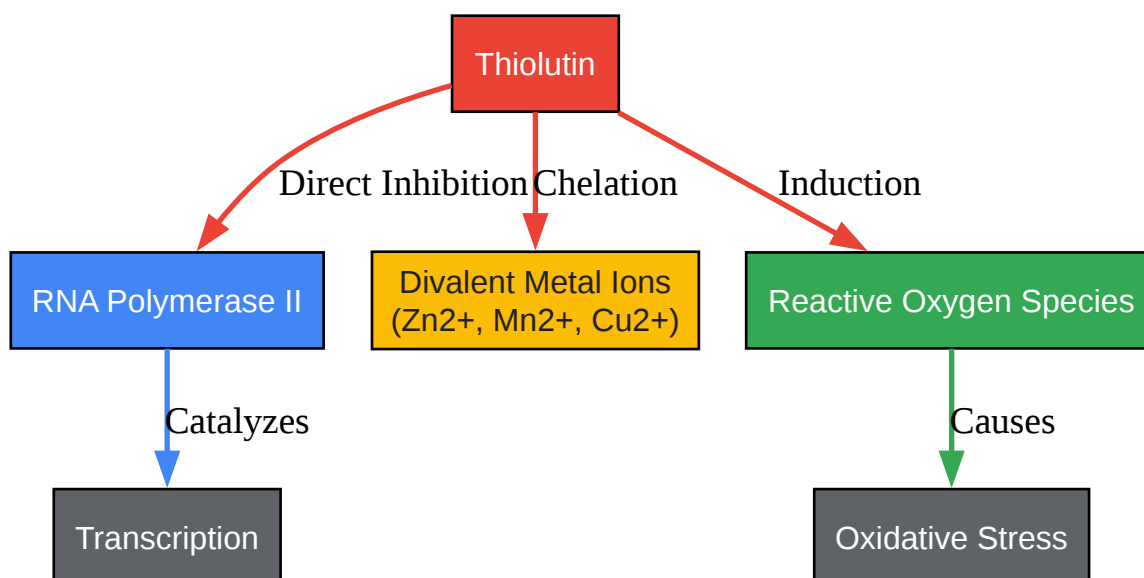 Thiolutin
Direct Inhibition
Chelation
Induction
RNA Polymerase II
Divalent Metal Ions
(Zn2+, Mn2+, Cu2+)
Reactive Oxygen Species
Catalyzes
Causes
Transcription
Oxidative Stress